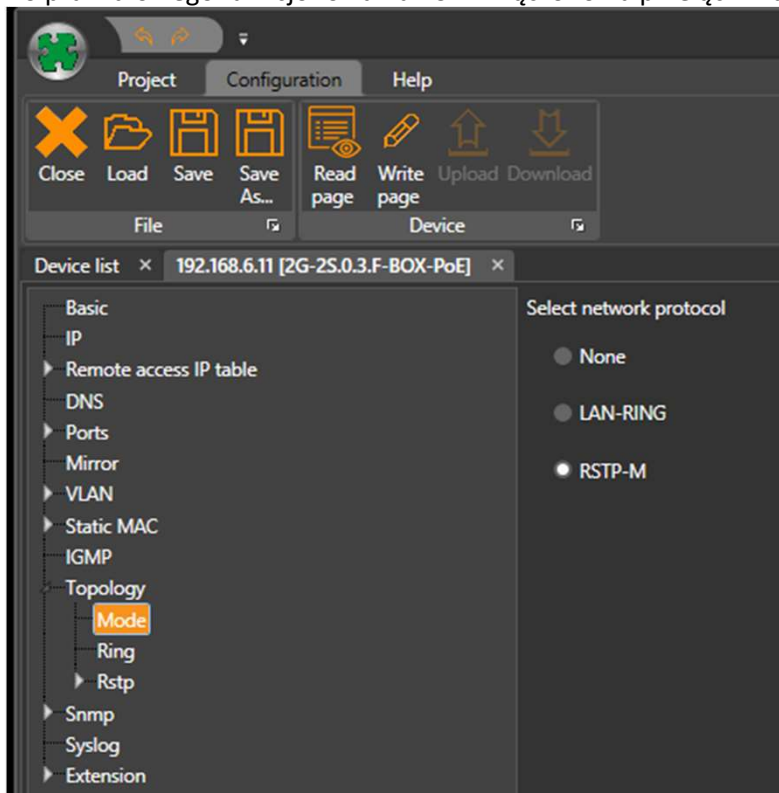 Project Configuration Help
Close Load Save Save As... Read page Write page Upload Download
File Device
Device list × 192.168.6.11 [2G-2S.0.3.F-BOX-PoE] ×
Basic
IP
Remote access IP table
DNS
Ports
Mirror
VLAN
Static MAC
IGMP
Topology
Mode
Ring
Rstp
Snmp
Syslog
Extension
Select network protocol
None
LAN-RING
RSTP-M